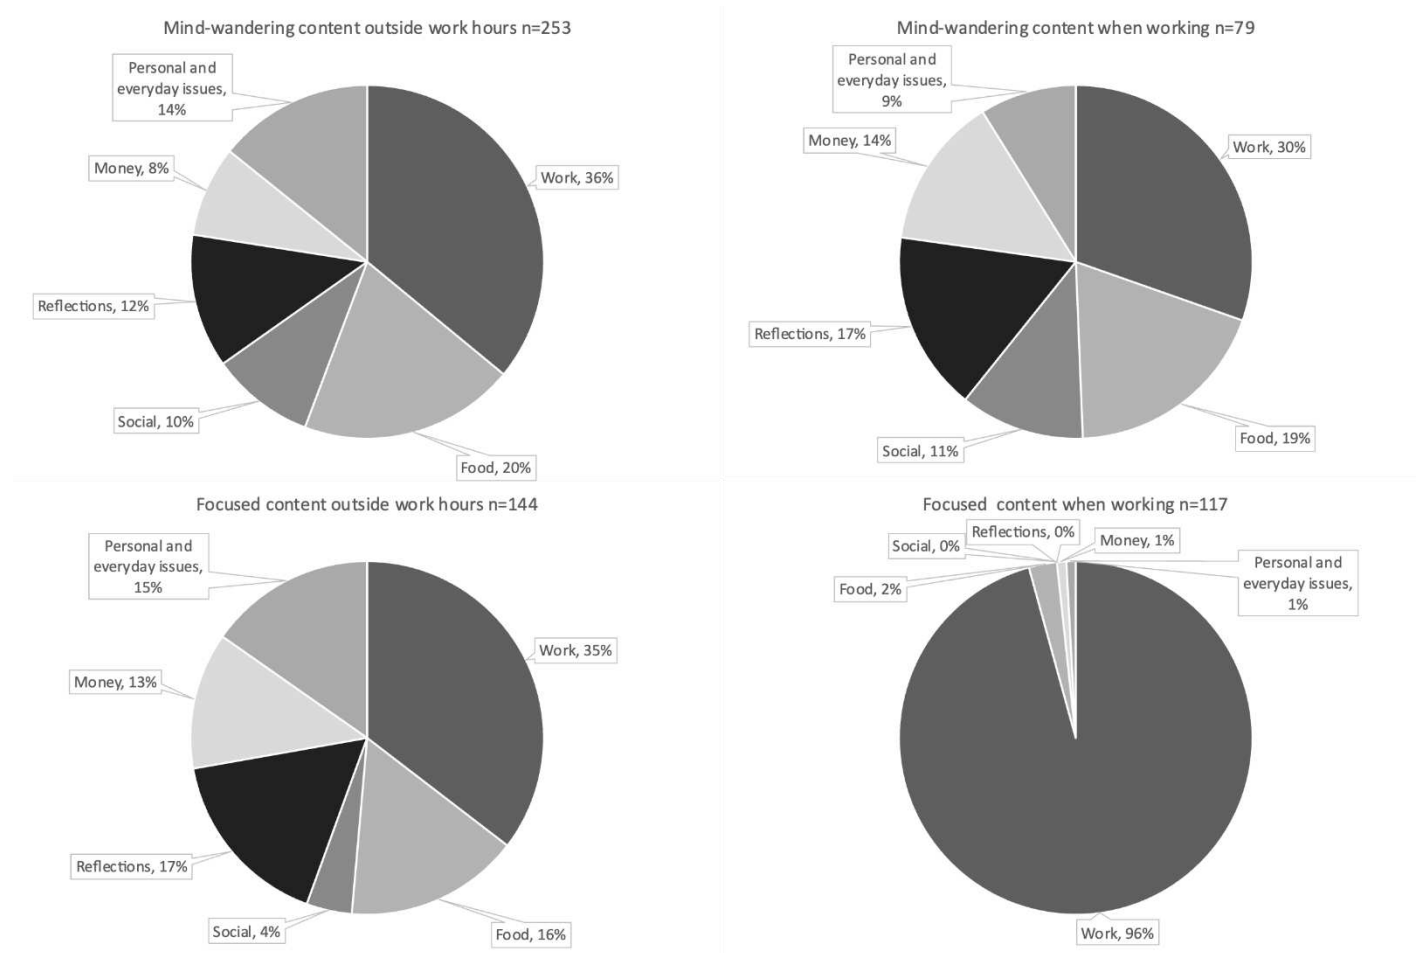 Mind-wandering content outside work hours n=253
Personal and
everyday issues,
14%
Money, 8%
Work, 36%
Reflections, 12%
Social, 10%
Food, 20%
Mind-wandering content when working n=79
Personal and
everyday issues,
9%
Money, 14%
Work, 30%
Reflections, 17%
Social, 11%
Food, 19%
Focused content outside work hours n=144
Personal and
everyday issues,
15%
Work, 35%
Money, 13%
Reflections, 17%
Social, 4%
Food, 16%
Focused  content when working n=117
Reflections, 0%
Social, 0%
Money, 1%
Food, 2%
Personal and
everyday issues,
1%
Work, 96%